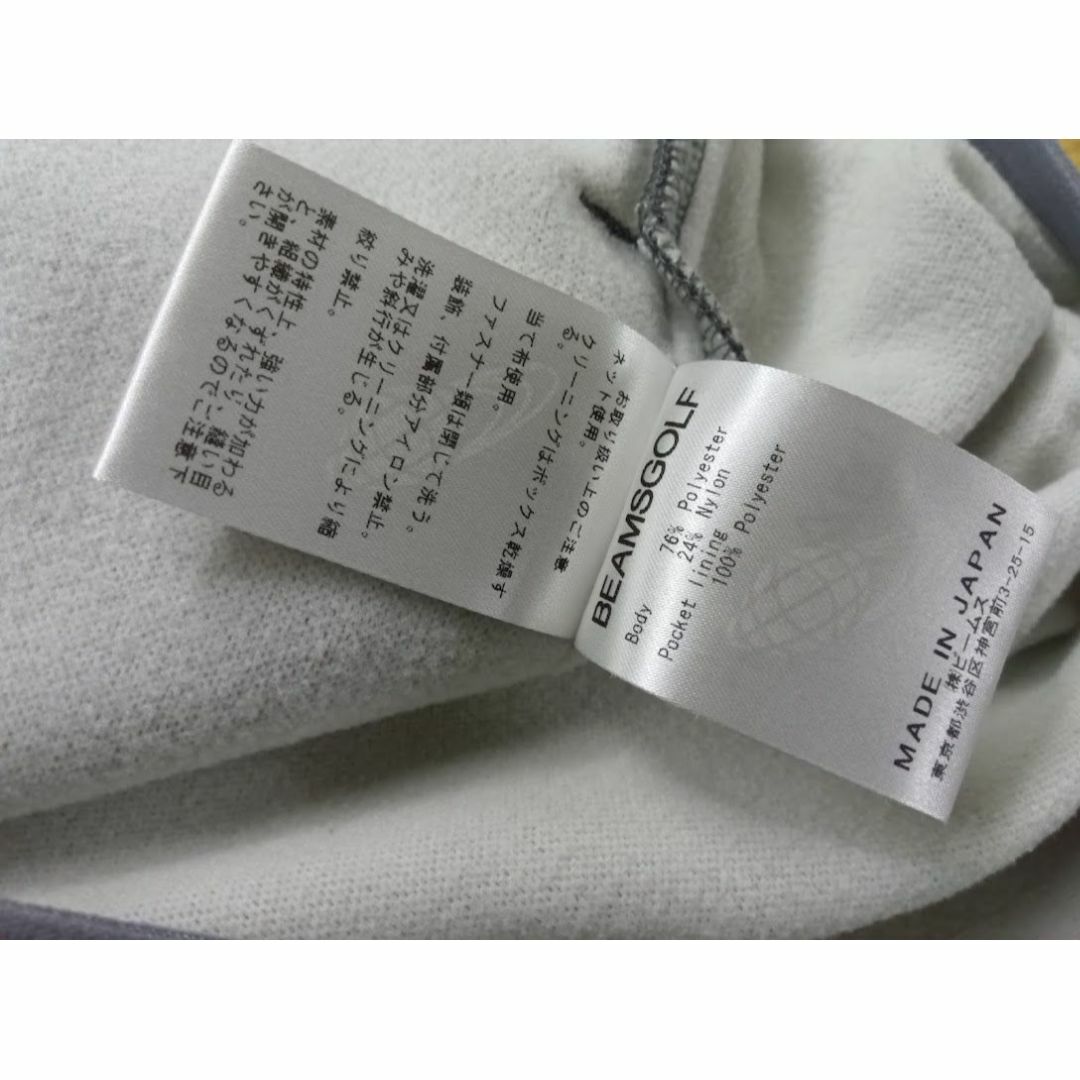 BEAMSGOLF
Body
76% Polyester
24% Nylon
Pocket lining
100% Polyester
MADE IN JAPAN
㈱ビームス
東京都渋谷区神宮前3-25-15
お取り扱い上のご注意
ネット使用。
クリーニングはボックス乾燥す
る。
当て布使用。
ファスナー類は閉じて洗う。
装飾、付属部分アイロン禁止。
洗濯又はクリーニングにより縮
みや斜行が生じる。
絞り禁止。
素材の特性上、強い力が加わる
と、組織がくずれたり、縫い目
が開きやすくなるのでご注意下
さい。